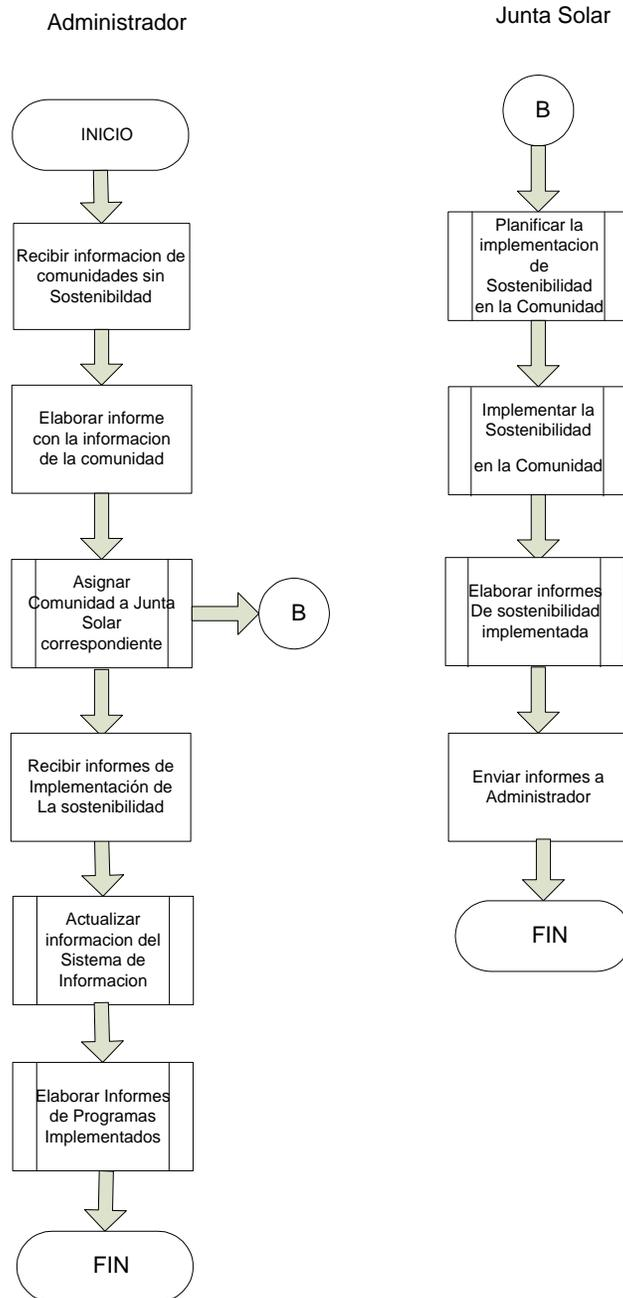 Administrador
INICIO
Recibir informacion de
comunidades sin
Sostenibildad
Elaborar informe
con la informacion
de la comunidad
Asignar
Comunidad a Junta
Solar
correspondiente
B
Recibir informes de
Implementación de
La sostenibilidad
Actualizar
informacion del
Sistema de
Informacion
Elaborar Informes
de Programas
Implementados
FIN
Junta Solar
B
Planificar la
implementacion
de
Sostenibilidad
en la Comunidad
Implementar la
Sostenibilidad
en la Comunidad
Elaborar informes
De sostenibilidad
implementada
Enviar informes a
Administrador
FIN